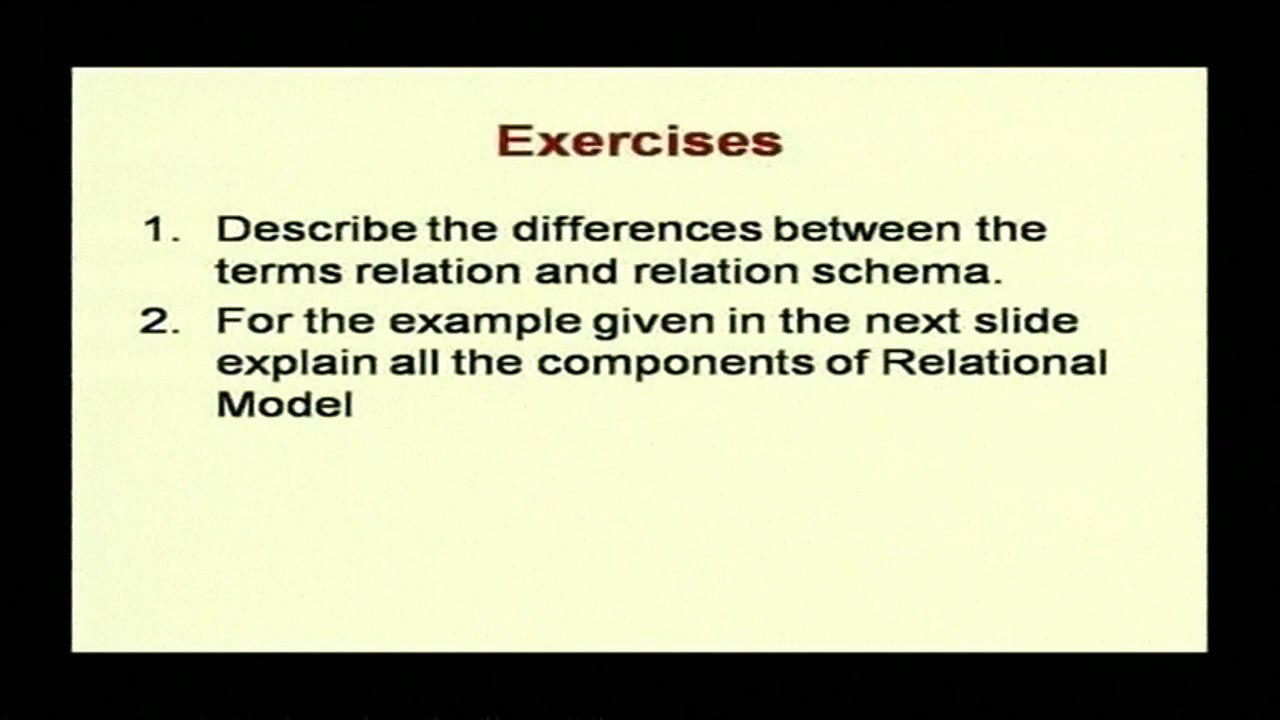 Exercises
1. Describe the differences between the
terms relation and relation schema.
2. For the example given in the next slide
explain all the components of Relational
Model